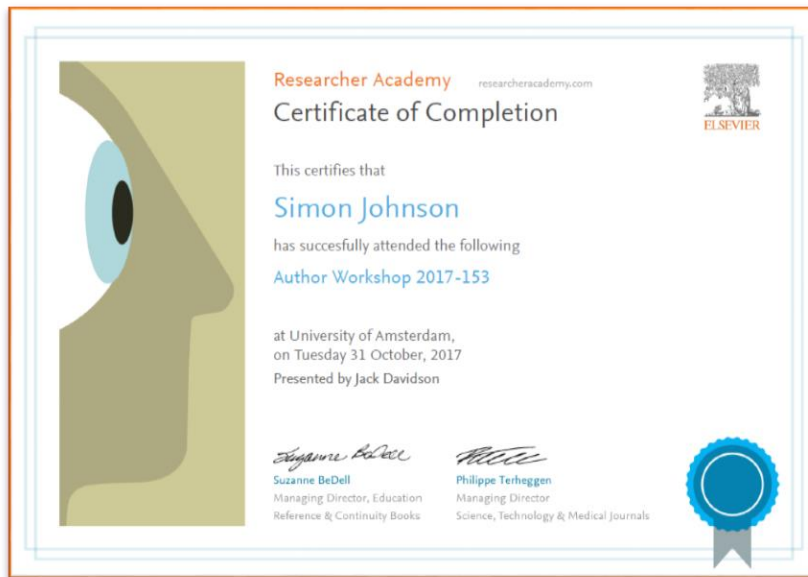 Researcher Academy researcheracademy.com
Certificate of Completion
ELSEVIER
This certifies that
Simon Johnson
has succesfully attended the following
Author Workshop 2017-153
at University of Amsterdam,
on Tuesday 31 October, 2017
Presented by Jack Davidson
Suzanne BeDell
Suzanne BeDell Philippe Terheggen
Managing Director, Education Managing Director
Reference & Continuity Books Science, Technology & Medical Journals